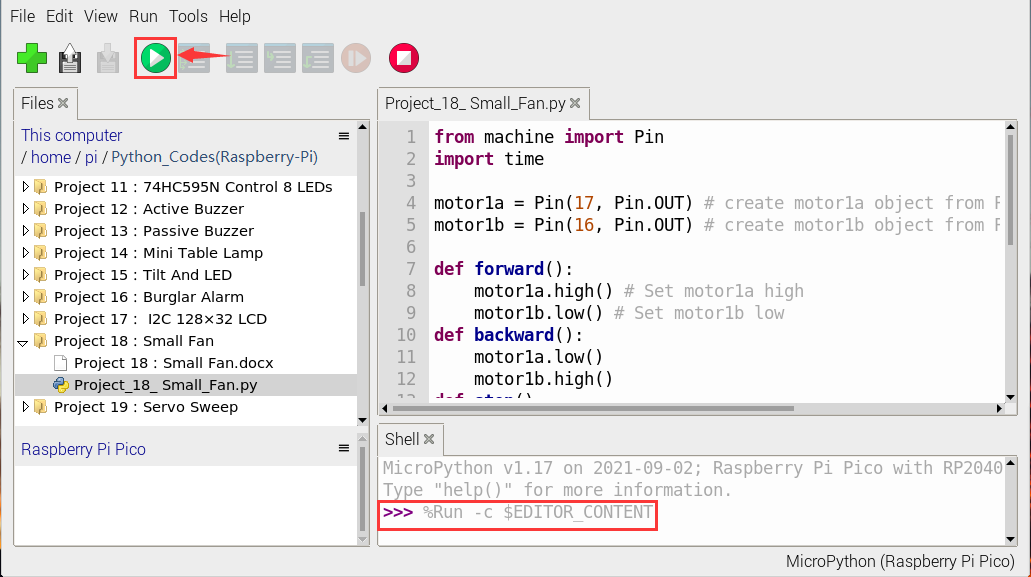 File Edit View Run Tools Help
Files
This computer
/ home / pi / Python_Codes(Raspberry-Pi)
Project 11 : 74HC595N Control 8 LEDs
Project 12 : Active Buzzer
Project 13 : Passive Buzzer
Project 14 : Mini Table Lamp
Project 15 : Tilt And LED
Project 16 : Burglar Alarm
Project 17 :  I2C 128×32 LCD
Project 18 : Small Fan
Project 18 : Small Fan.docx
Project_18_ Small_Fan.py
Project 19 : Servo Sweep
Raspberry Pi Pico
Project_18_ Small_Fan.py
1 from machine import Pin
2 import time
3
4 motor1a = Pin(17, Pin.OUT) # create motor1a object from
5 motor1b = Pin(16, Pin.OUT) # create motor1b object from
6
7 def forward():
8     motor1a.high() # Set motor1a high
9     motor1b.low() # Set motor1b low
10 def backward():
11     motor1a.low()
12     motor1b.high()
13 def stop():
Shell
MicroPython v1.17 on 2021-09-02; Raspberry Pi Pico with RP2040
Type "help()" for more information.
>>> %Run -c $EDITOR_CONTENT
MicroPython (Raspberry Pi Pico)